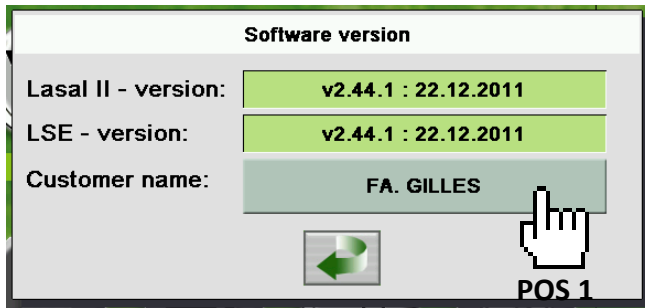 Software version
Lasal II - version: v2.44.1 : 22.12.2011
LSE - version: v2.44.1 : 22.12.2011
Customer name: FA. GILLES
POS 1